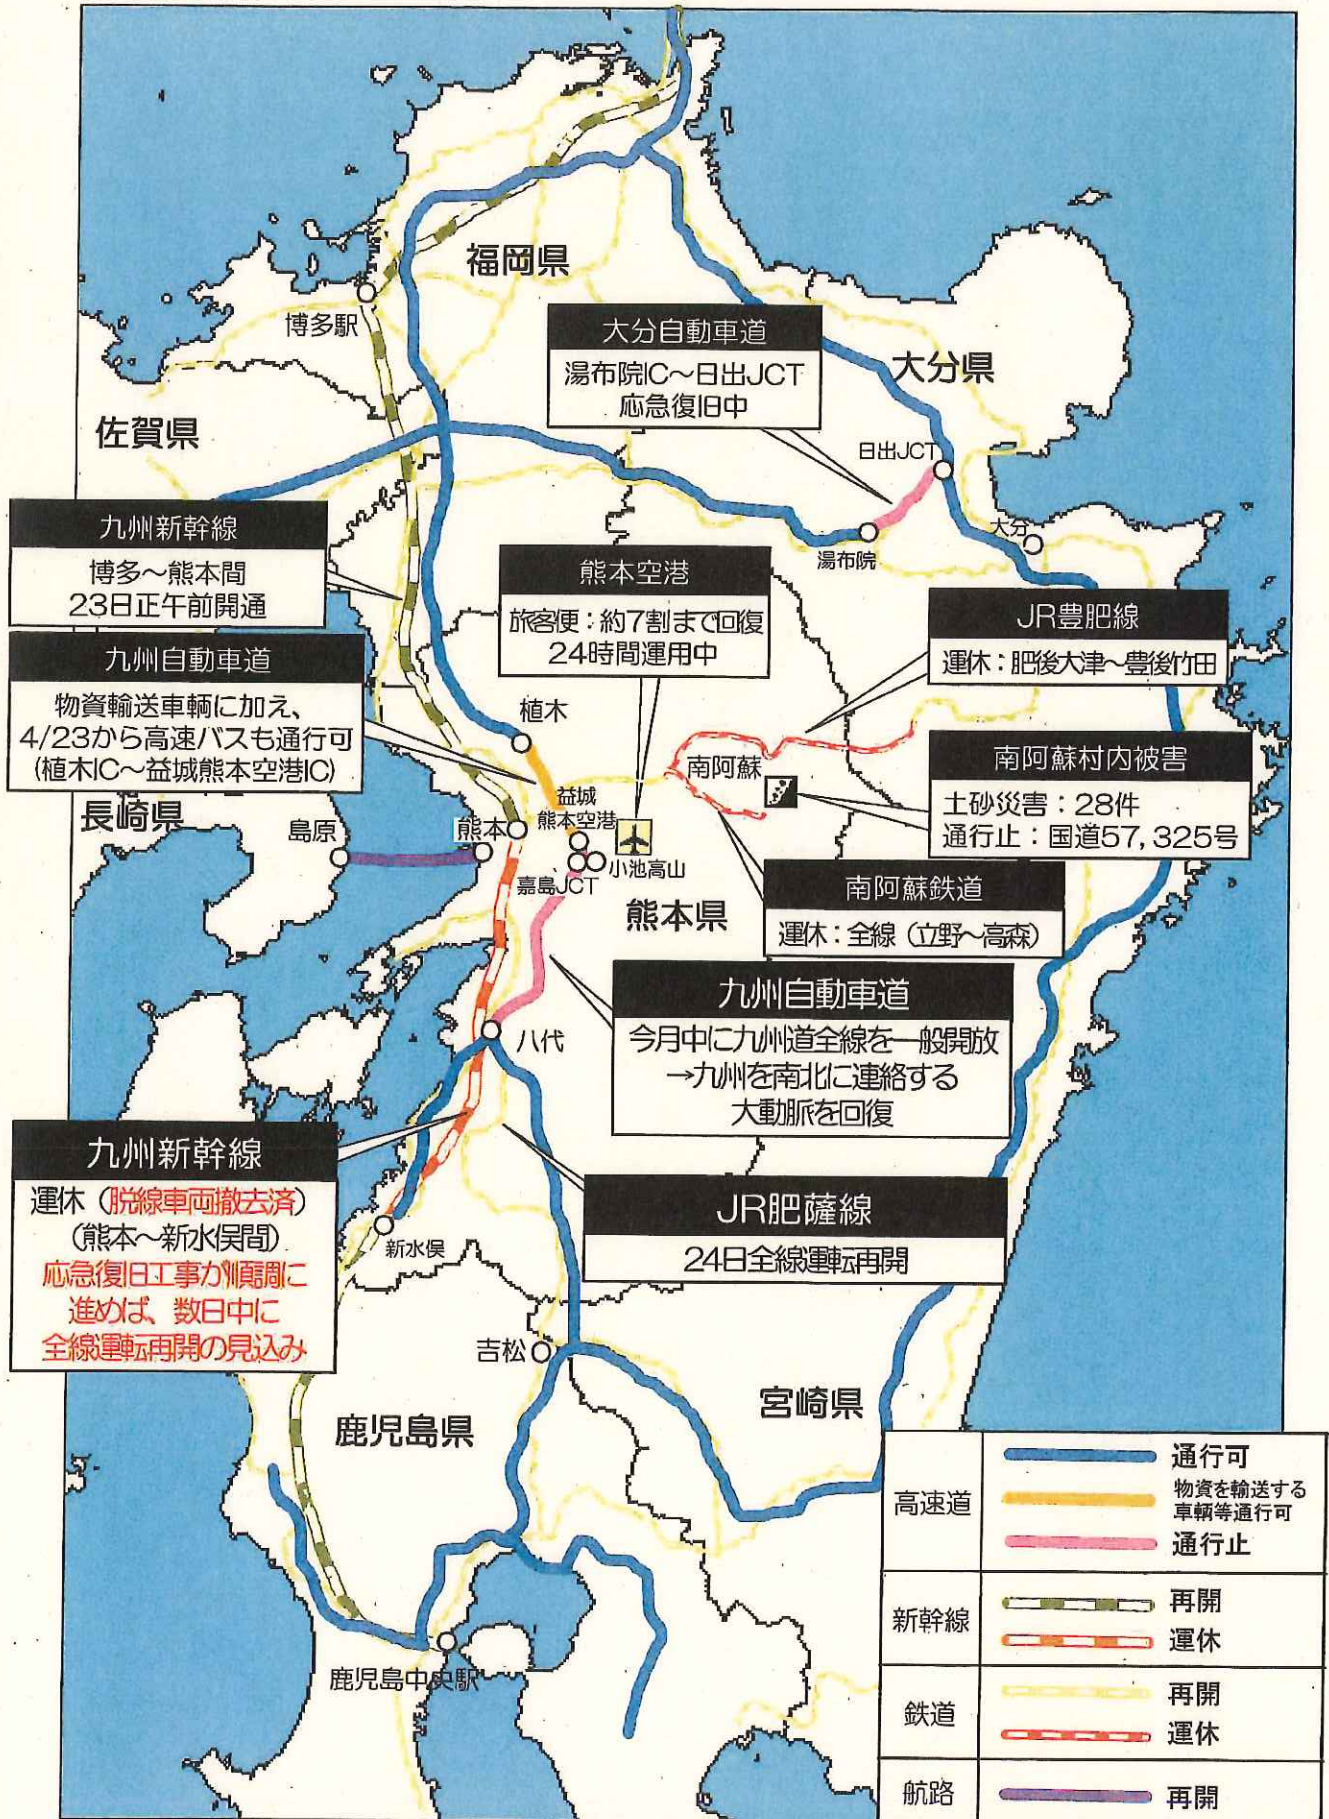 福岡県
博多駅
大分自動車道
湯布院IC～日出JCT
応急復旧中
大分県
佐賀県
日出JCT
大分
湯布院
九州新幹線
博多～熊本間
23日正午前開通
熊本空港
旅客便：約7割まで回復
24時間運用中
JR豊肥線
運休：肥後大津～豊後竹田
九州自動車道
物資輸送車輌に加え、
4/23から高速バスも通行可
(植木IC～益城熊本空港IC)
植木
南阿蘇
南阿蘇村内被害
土砂災害：28件
通行止：国道57,325号
長崎県
島原
熊本
益城
熊本空港
小池高山
嘉島JCT
熊本県
南阿蘇鉄道
運休：全線（立野～高森）
九州自動車道
今月中に九州道全線を一般開放
→九州を南北に連絡する
大動脈を回復
八代
九州新幹線
運休（脱線車両撤去済）
(熊本～新水俣間)
応急復旧工事が順調に
進めば、数日中に
全線運転再開の見込み
新水俣
JR肥薩線
24日全線運転再開
吉松
宮崎県
鹿児島県
鹿児島中央駅
高速道
通行可
物資を輸送する
車輌等通行可
通行止
新幹線
再開
運休
鉄道
再開
運休
航路
再開